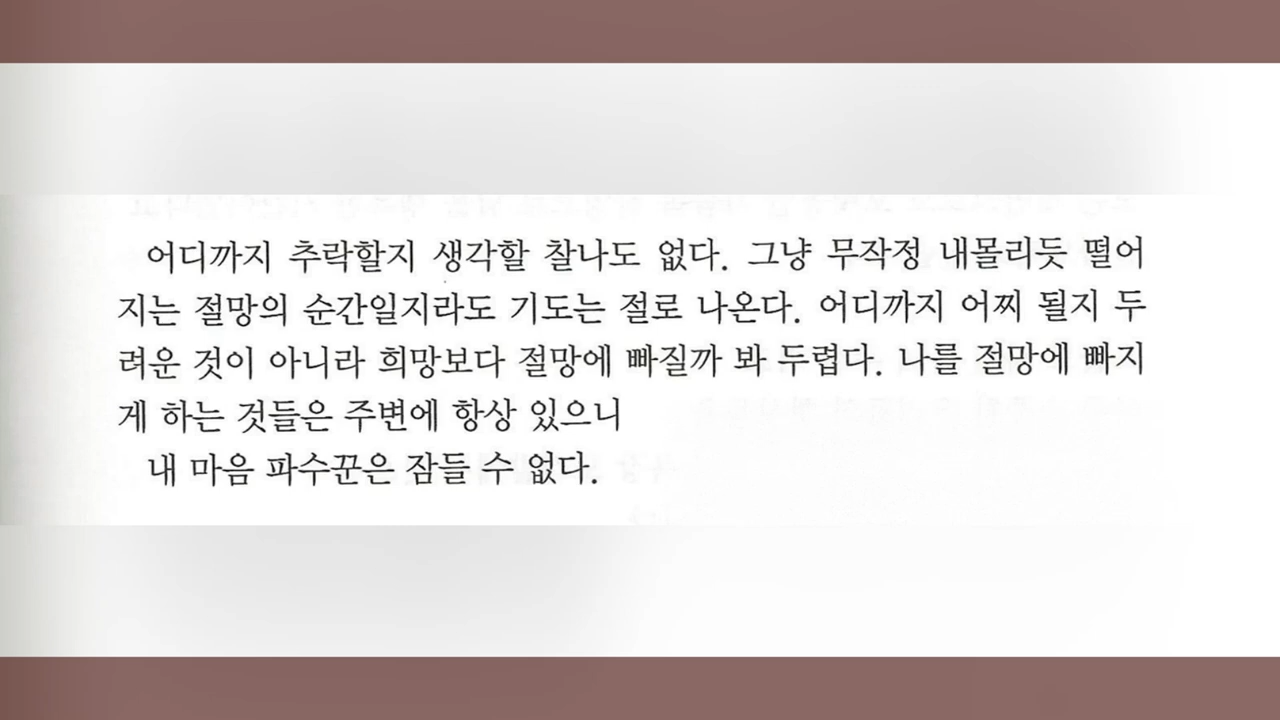 어디까지 추락할지 생각할 찰나도 없다. 그냥 무작정 내몰리듯 떨어
지는 절망의 순간일지라도 기도는 절로 나온다. 어디까지 어찌 될지 두
려운 것이 아니라 희망보다 절망에 빠질까 봐 두렵다. 나를 절망에 빠지
게 하는 것들은 주변에 항상 있으니
내 마음 파수꾼은 잠들 수 없다.